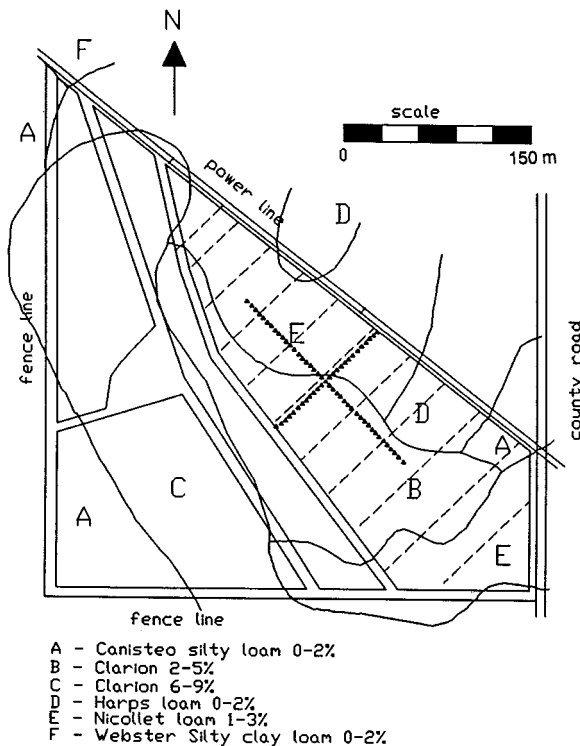 F
N
A
scale
0 150 m
power line
D
E
fence line
county road
D
A
C
B
A
E
fence line
A - Canisteo silty loam 0-2%
B - Clarion 2-5%
C - Clarion 6-9%
D - Harps loam 0-2%
E - Nicollet loam 1-3%
F - Webster Silty clay loam 0-2%